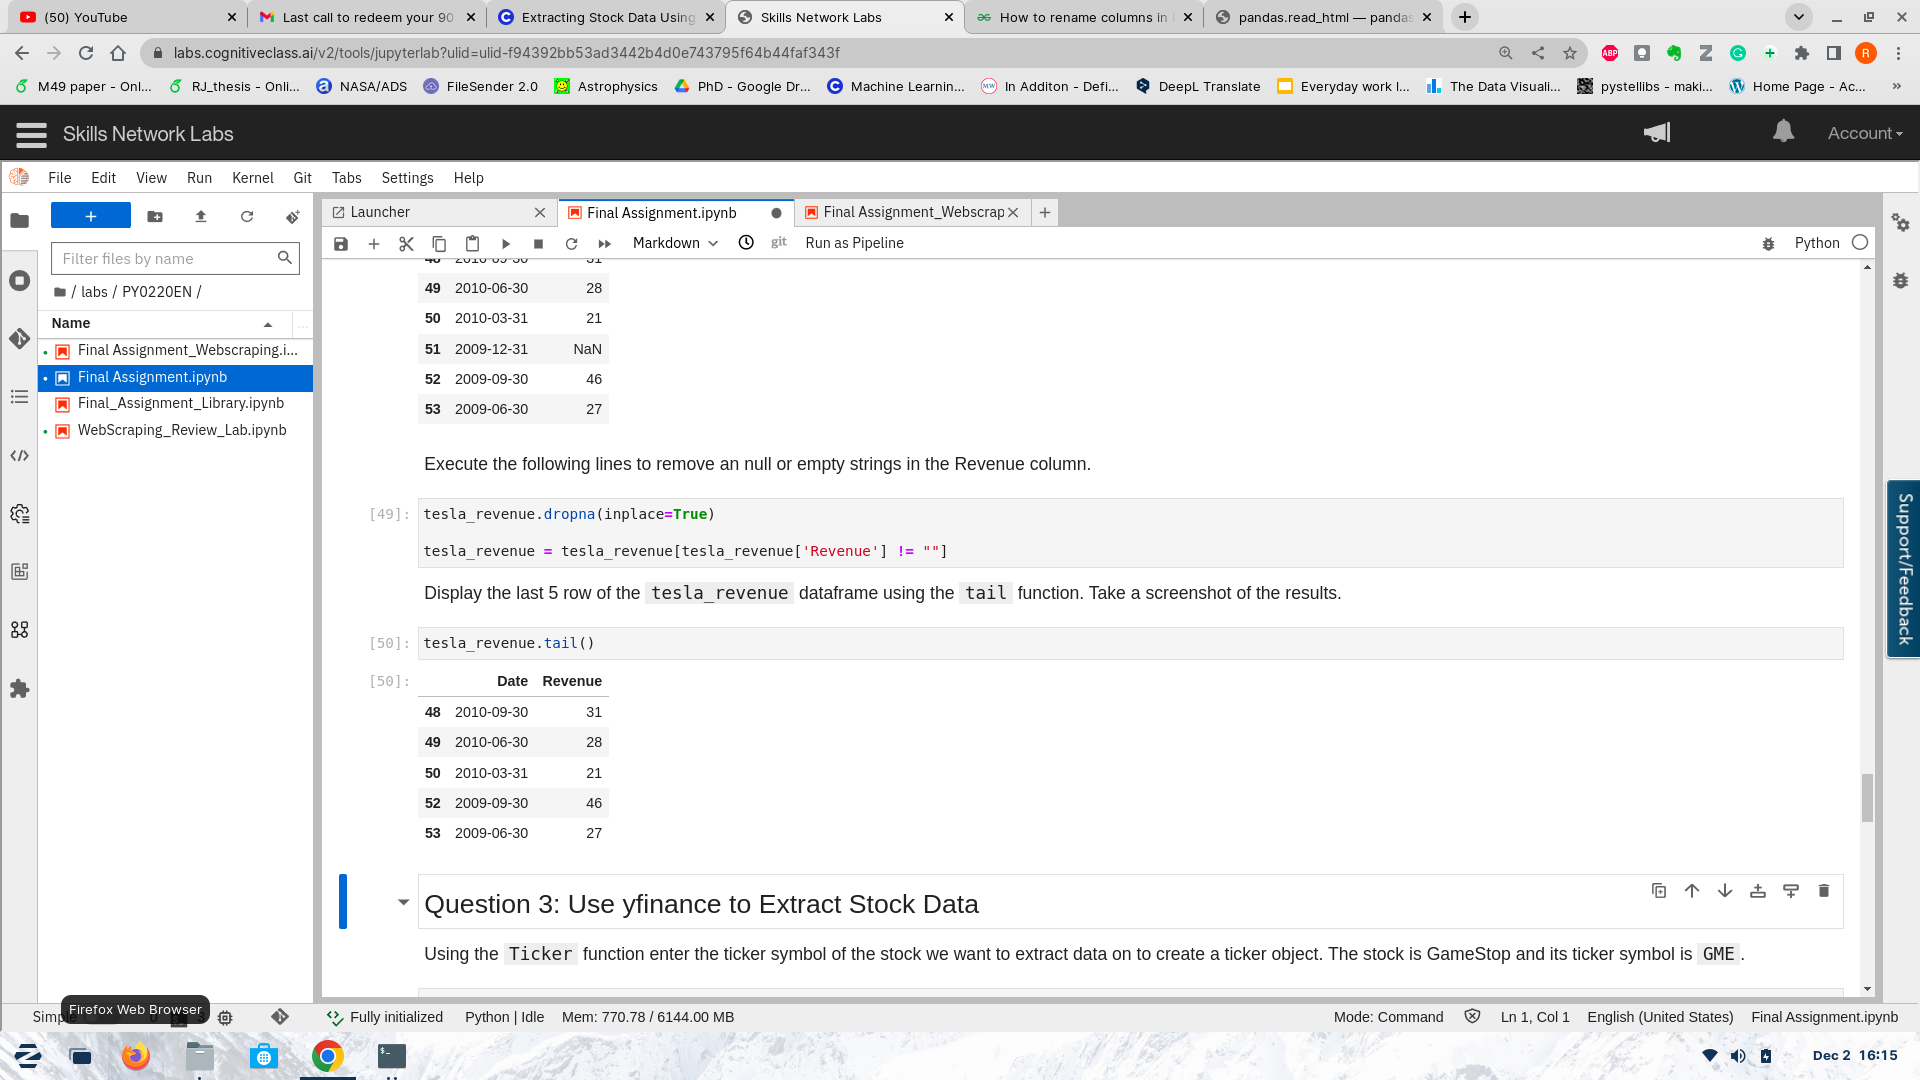 (50) YouTube
Last call to redeem your 90
Extracting Stock Data Using
Skills Network Labs
How to rename columns in
pandas.read_html — pandas
labs.cognitiveclass.ai/v2/tools/jupyterlab?ulid=ulid-f94392bb53ad3442b4d0e743795f64b44faf343f
ABP
R
M49 paper - Onl...
RJ_thesis - Onli...
NASA/ADS
FileSender 2.0
Astrophysics
PhD - Google Dr...
Machine Learnin...
In Additon - Defi...
DeepL Translate
Everyday work l...
The Data Visuali...
pystellibs - maki...
Home Page - Ac...
»
Skills Network Labs
Account
File Edit View Run Kernel Git Tabs Settings Help
Launcher
Final Assignment.ipynb
Final Assignment_Webscrap
Filter files by name
Markdown
git
Run as Pipeline
Python
/ labs / PY0220EN /
Name
...
Final Assignment_Webscraping.i...
Final Assignment.ipynb
Final_Assignment_Library.ipynb
WebScraping_Review_Lab.ipynb
48 2010-09-30 31
49 2010-06-30 28
50 2010-03-31 21
51 2009-12-31 NaN
52 2009-09-30 46
53 2009-06-30 27
Execute the following lines to remove an null or empty strings in the Revenue column.
[49]: tesla_revenue.dropna(inplace=True)
tesla_revenue = tesla_revenue[tesla_revenue['Revenue'] != ""]
Display the last 5 row of the tesla_revenue dataframe using the tail function. Take a screenshot of the results.
[50]: tesla_revenue.tail()
[50]: Date Revenue
48 2010-09-30 31
49 2010-06-30 28
50 2010-03-31 21
52 2009-09-30 46
53 2009-06-30 27
Question 3: Use yfinance to Extract Stock Data
Using the Ticker function enter the ticker symbol of the stock we want to extract data on to create a ticker object. The stock is GameStop and its ticker symbol is GME.
Support/Feedback
Firefox Web Browser
Fully initialized
Python | Idle
Mem: 770.78 / 6144.00 MB
Mode: Command
Ln 1, Col 1
English (United States)
Final Assignment.ipynb
Dec 2 16:15